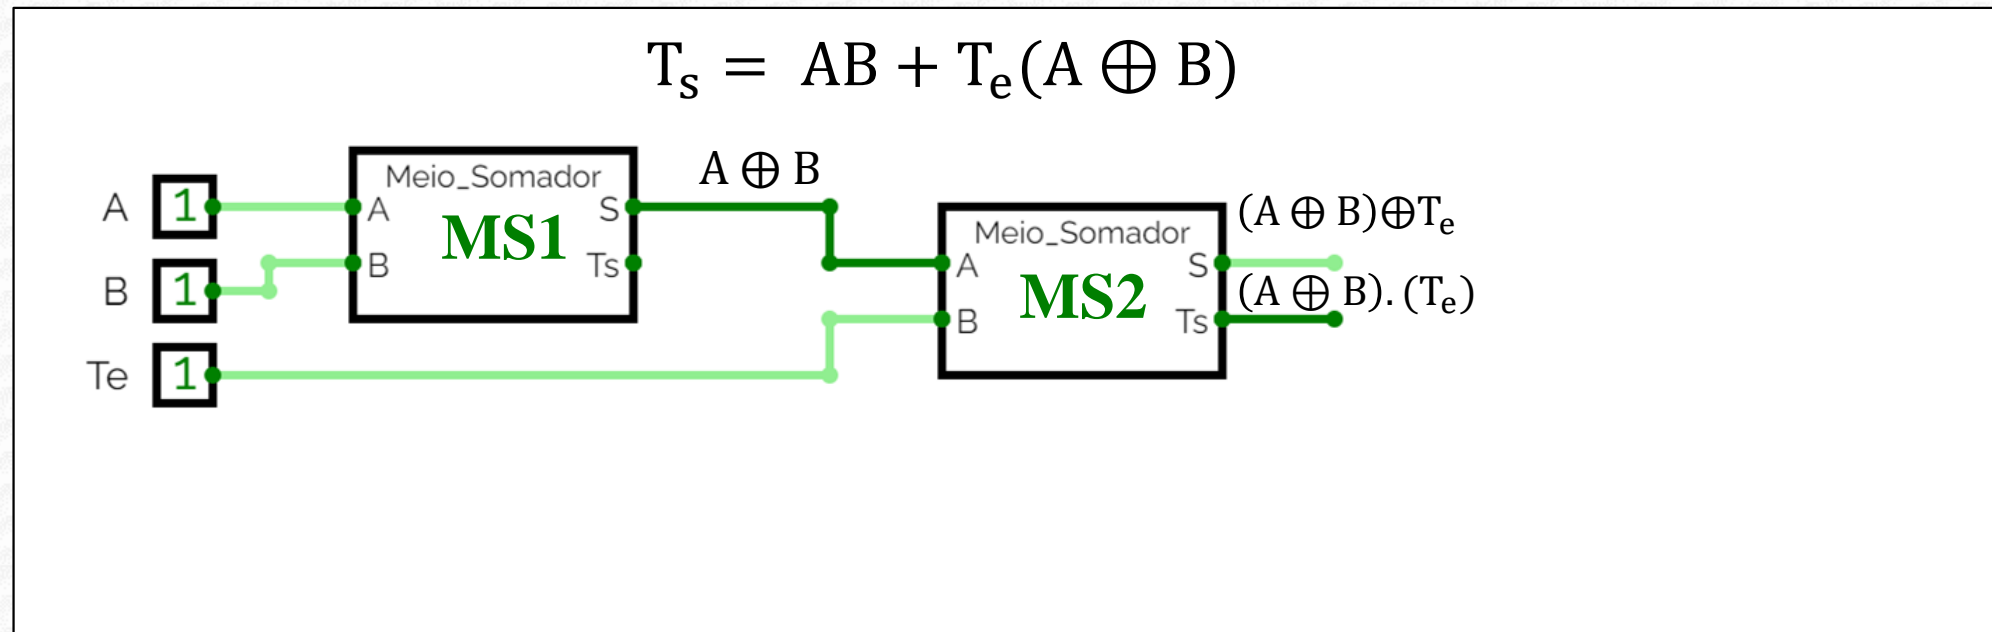 Tₛ = AB + Tₑ(A ⊕ B)
A ⊕ B
Meio_Somador
MS1
A
B
S
Ts
A 1
B 1
Te 1
Meio_Somador
MS2
A
B
S
Ts
(A ⊕ B)⊕Tₑ
(A ⊕ B).(Tₑ)